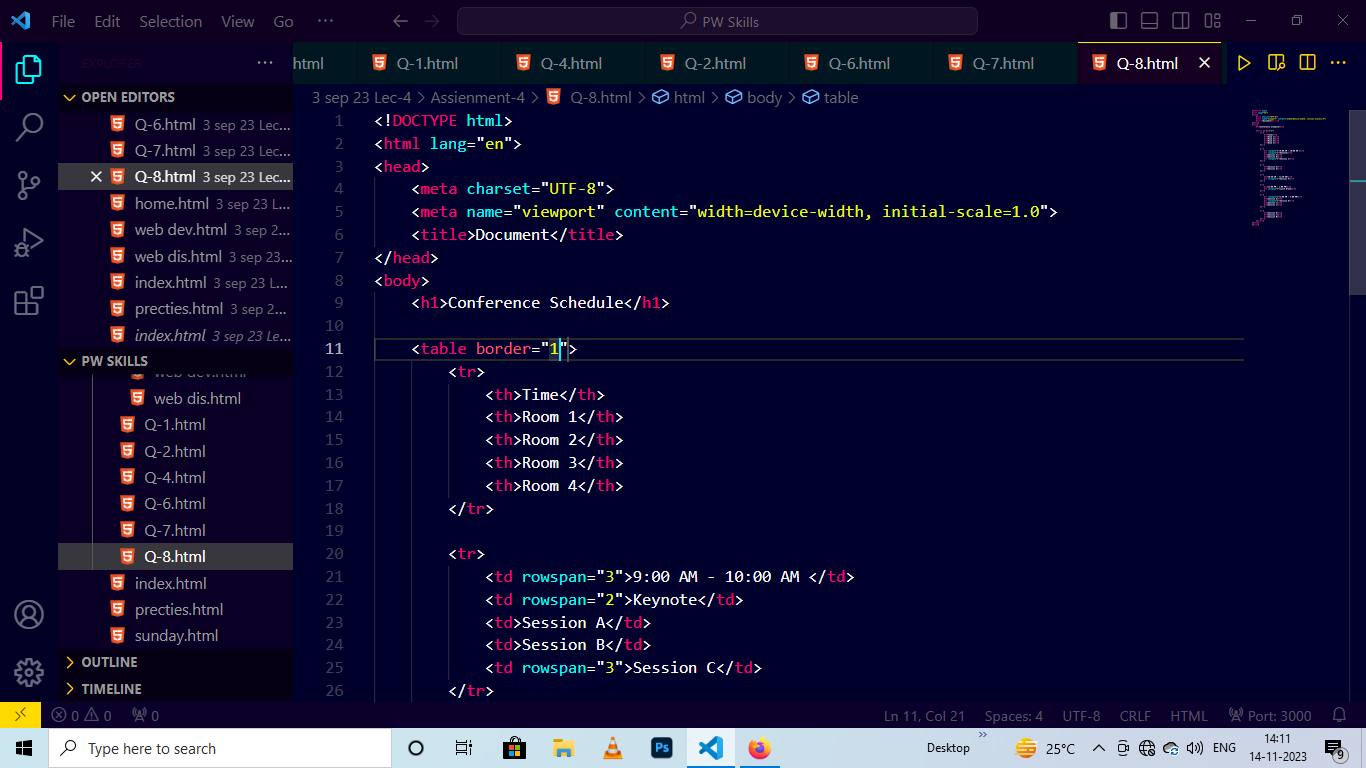 File Edit Selection View Go ··· PW Skills
EXPLORER ···
html Q-1.html Q-4.html Q-2.html Q-6.html Q-7.html Q-8.html
OPEN EDITORS
Q-6.html 3 sep 23 Lec...
Q-7.html 3 sep 23 Lec...
Q-8.html 3 sep 23 Lec...
home.html 3 sep 23 L...
web dev.html 3 sep 2...
web dis.html 3 sep 23...
index.html 3 sep 23 L...
precties.html 3 sep 2...
index.html 3 sep 23 Le...
PW SKILLS
web dev.html
web dis.html
Q-1.html
Q-2.html
Q-4.html
Q-6.html
Q-7.html
Q-8.html
index.html
precties.html
sunday.html
OUTLINE
TIMELINE
3 sep 23 Lec-4 > Assienment-4 > Q-8.html > html > body > table
1 <!DOCTYPE html>
2 <html lang="en">
3 <head>
4 <meta charset="UTF-8">
5 <meta name="viewport" content="width=device-width, initial-scale=1.0">
6 <title>Document</title>
7 </head>
8 <body>
9 <h1>Conference Schedule</h1>
10
11 <table border="1">
12 <tr>
13 <th>Time</th>
14 <th>Room 1</th>
15 <th>Room 2</th>
16 <th>Room 3</th>
17 <th>Room 4</th>
18 </tr>
19
20 <tr>
21 <td rowspan="3">9:00 AM - 10:00 AM </td>
22 <td rowspan="2">Keynote</td>
23 <td>Session A</td>
24 <td>Session B</td>
25 <td rowspan="3">Session C</td>
26 </tr>
0 0 0 Ln 11, Col 21 Spaces: 4 UTF-8 CRLF HTML Port: 3000
Type here to search Ps Desktop » 25°C ENG 14:11
14-11-2023 9